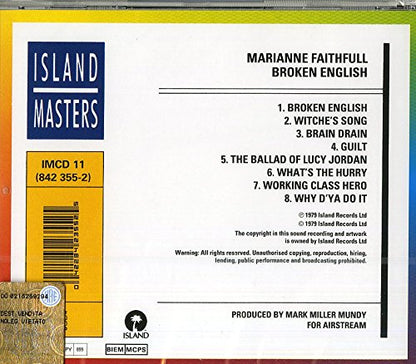 ISLAND
MASTERS
MARIANNE FAITHFULL
BROKEN ENGLISH
1. BROKEN ENGLISH
2. WITCHE'S SONG
3. BRAIN DRAIN
4. GUILT
5. THE BALLAD OF LUCY JORDAN
6. WHAT'S THE HURRY
7. WORKING CLASS HERO
8. WHY D'YA DO IT
IMCD 11
(842 355-2)
℗ 1979 Island Records Ltd
© 1979 Island Records Ltd
The copyright in this sound recording and artwork
is owned by Island Records Ltd
Warning: All rights reserved. Unauthorised copying, reproduction, hiring,
lending, public performance and broadcasting prohibited.
PRODUCED BY MARK MILLER MUNDY
FOR AIRSTREAM
ISLAND
BIEM MCPS
DEST. VENDITA
NOLEG. VIETATO